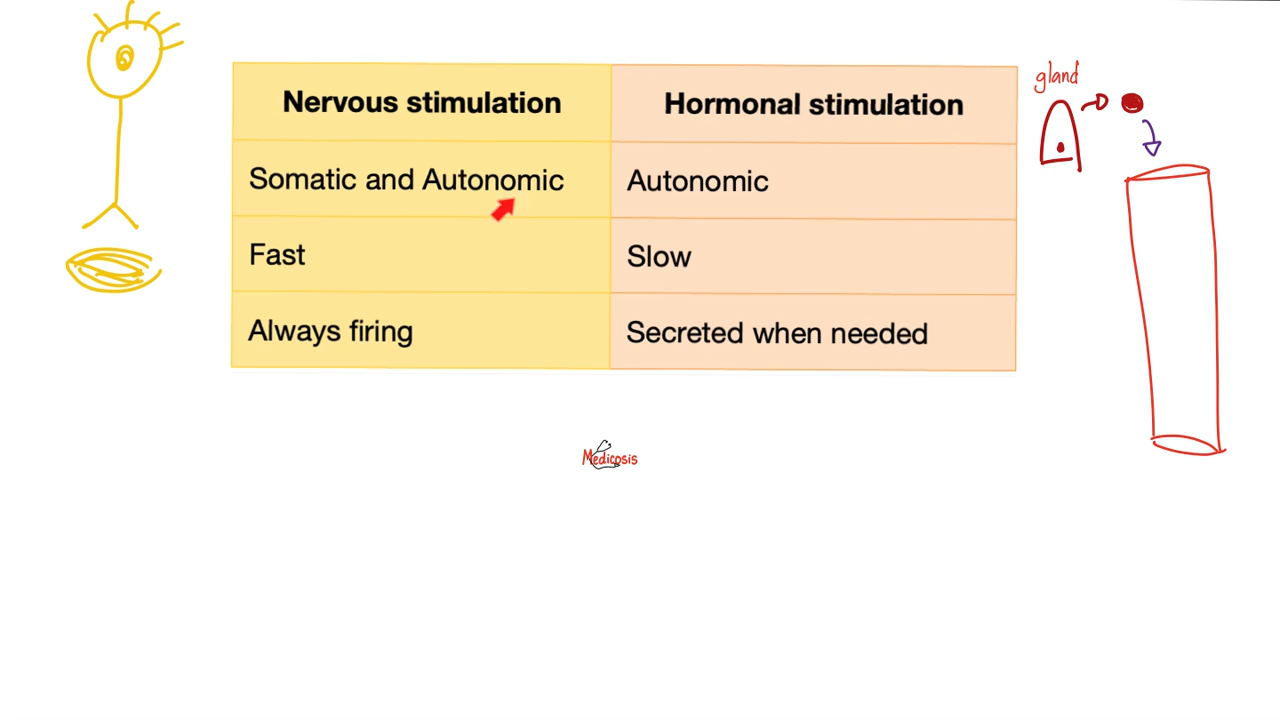 Nervous stimulation
Hormonal stimulation
gland
Somatic and Autonomic
Autonomic
Fast
Slow
Always firing
Secreted when needed
Medicosis